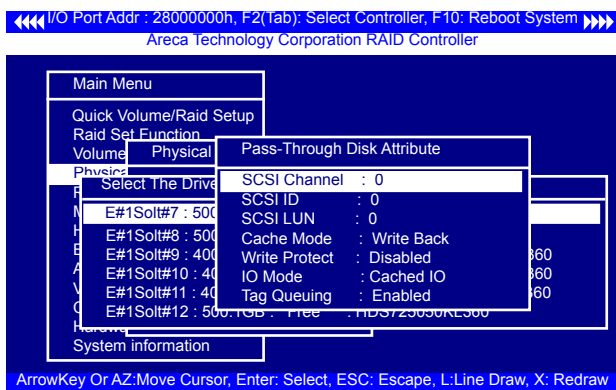 I/O Port Addr : 28000000h, F2(Tab): Select Controller, F10: Reboot System
Areca Technology Corporation RAID Controller
Main Menu
Quick Volume/Raid Setup
Raid Set Function
Volume
Physical
Physica
Pass-Through Disk Attribute
Select The Drive
SCSI Channel : 0
SCSI ID : 0
SCSI LUN : 0
Cache Mode : Write Back
Write Protect : Disabled
IO Mode : Cached IO
Tag Queuing : Enabled
E#1Solt#7 : 500
E#1Solt#8 : 500
E#1Solt#9 : 400 360
E#1Solt#10 : 40 360
E#1Solt#11 : 40 360
E#1Solt#12 : 500.1GB : Free : HDS725050KL360
Hardwa
System information
ArrowKey Or AZ:Move Cursor, Enter: Select, ESC: Escape, L:Line Draw, X: Redraw